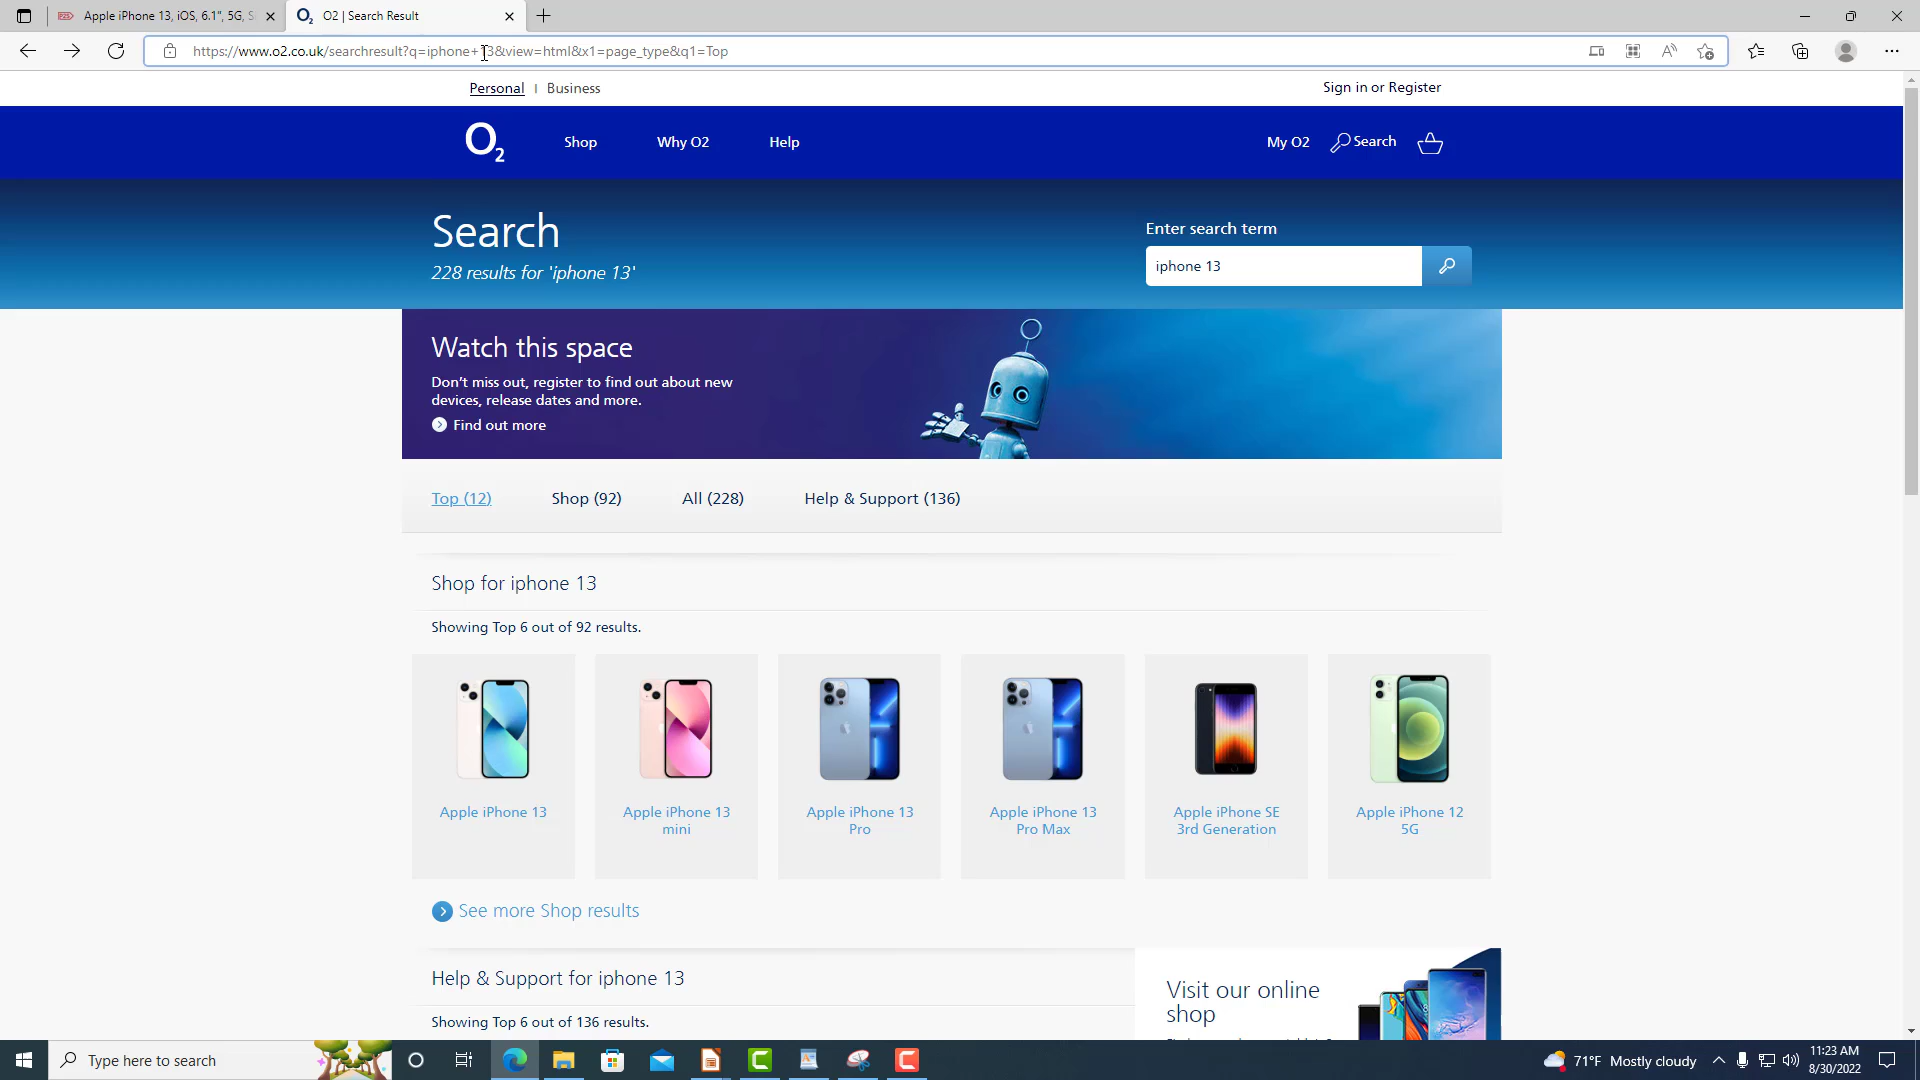 Apple iPhone 13, iOS, 6.1", 5G, S
O2 | Search Result
https://www.o2.co.uk/searchresult?q=iphone+13&view=html&x1=page_type&q1=Top
Personal | Business
Sign in or Register
O2
Shop
Why O2
Help
My O2
Search
Search
228 results for 'iphone 13'
Enter search term
iphone 13
Watch this space
Don't miss out, register to find out about new
devices, release dates and more.
Find out more
Top (12)
Shop (92)
All (228)
Help & Support (136)
Shop for iphone 13
Showing Top 6 out of 92 results.
Apple iPhone 13
Apple iPhone 13
mini
Apple iPhone 13
Pro
Apple iPhone 13
Pro Max
Apple iPhone SE
3rd Generation
Apple iPhone 12
5G
See more Shop results
Help & Support for iphone 13
Showing Top 6 out of 136 results.
Visit our online
shop
Type here to search
71°F Mostly cloudy
11:23 AM
8/30/2022